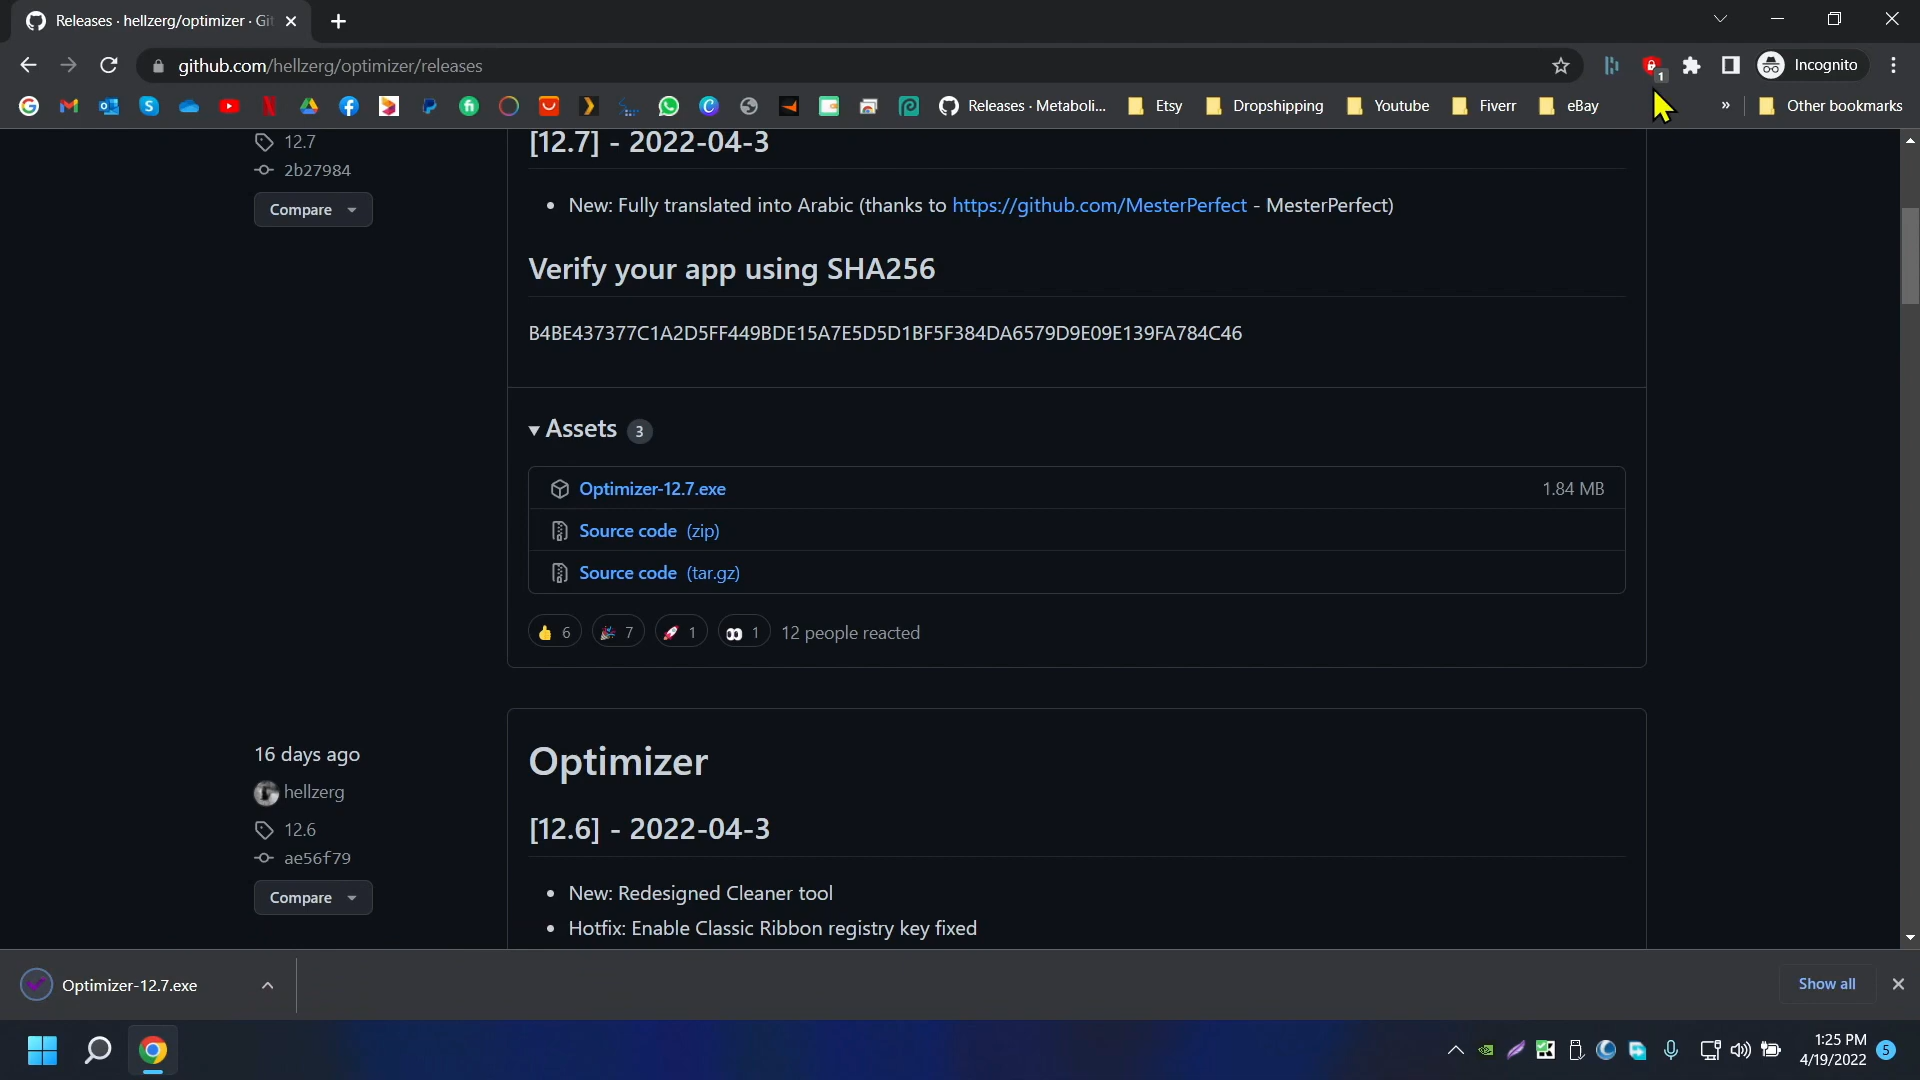 Releases · hellzerg/optimizer · Git
github.com/hellzerg/optimizer/releases
1
Incognito
Releases · Metaboli...
Etsy
Dropshipping
Youtube
Fiverr
eBay
»
Other bookmarks
12.7
2b27984
Compare
[12.7] - 2022-04-3
• New: Fully translated into Arabic (thanks to https://github.com/MesterPerfect - MesterPerfect)
Verify your app using SHA256
B4BE437377C1A2D5FF449BDE15A7E5D5D1BF5F384DA6579D9E09E139FA784C46
Assets 3
Optimizer-12.7.exe 1.84 MB
Source code (zip)
Source code (tar.gz)
6 7 1 1 12 people reacted
16 days ago
hellzerg
12.6
ae56f79
Compare
Optimizer
[12.6] - 2022-04-3
• New: Redesigned Cleaner tool
• Hotfix: Enable Classic Ribbon registry key fixed
Optimizer-12.7.exe
Show all
1:25 PM
4/19/2022
5